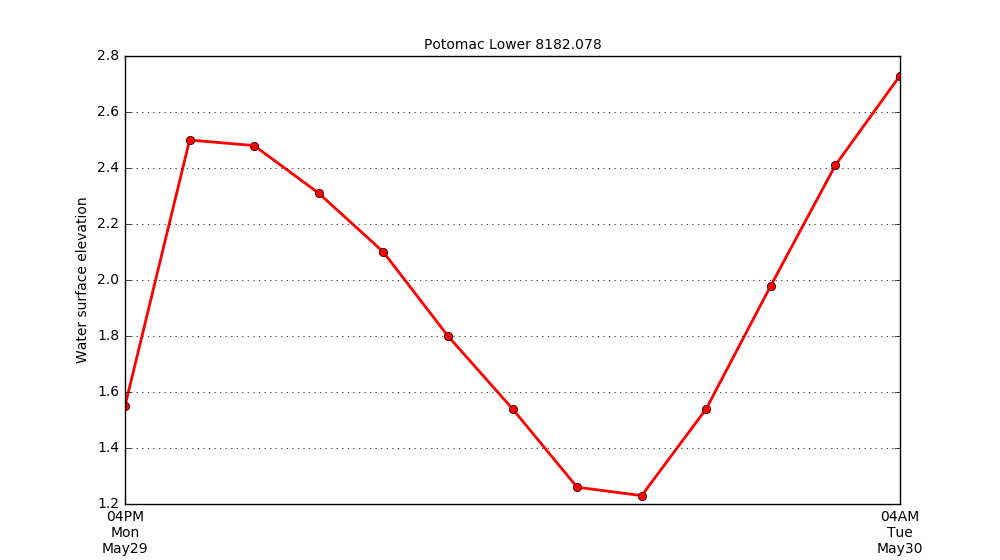 Potomac Lower 8182.078
2.8
2.6
2.4
2.2
2.0
1.8
1.6
1.4
1.2
Water surface elevation
04PM
Mon
May29
04AM
Tue
May30